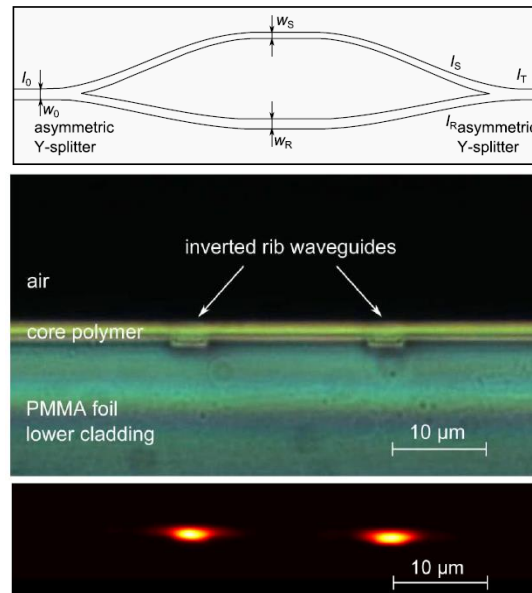 w_S
I_0
I_S
I_T
w_0
asymmetric
Y-splitter
w_R
I_R
asymmetric
Y-splitter
inverted rib waveguides
air
core polymer
PMMA foil
lower cladding
10 μm
10 μm